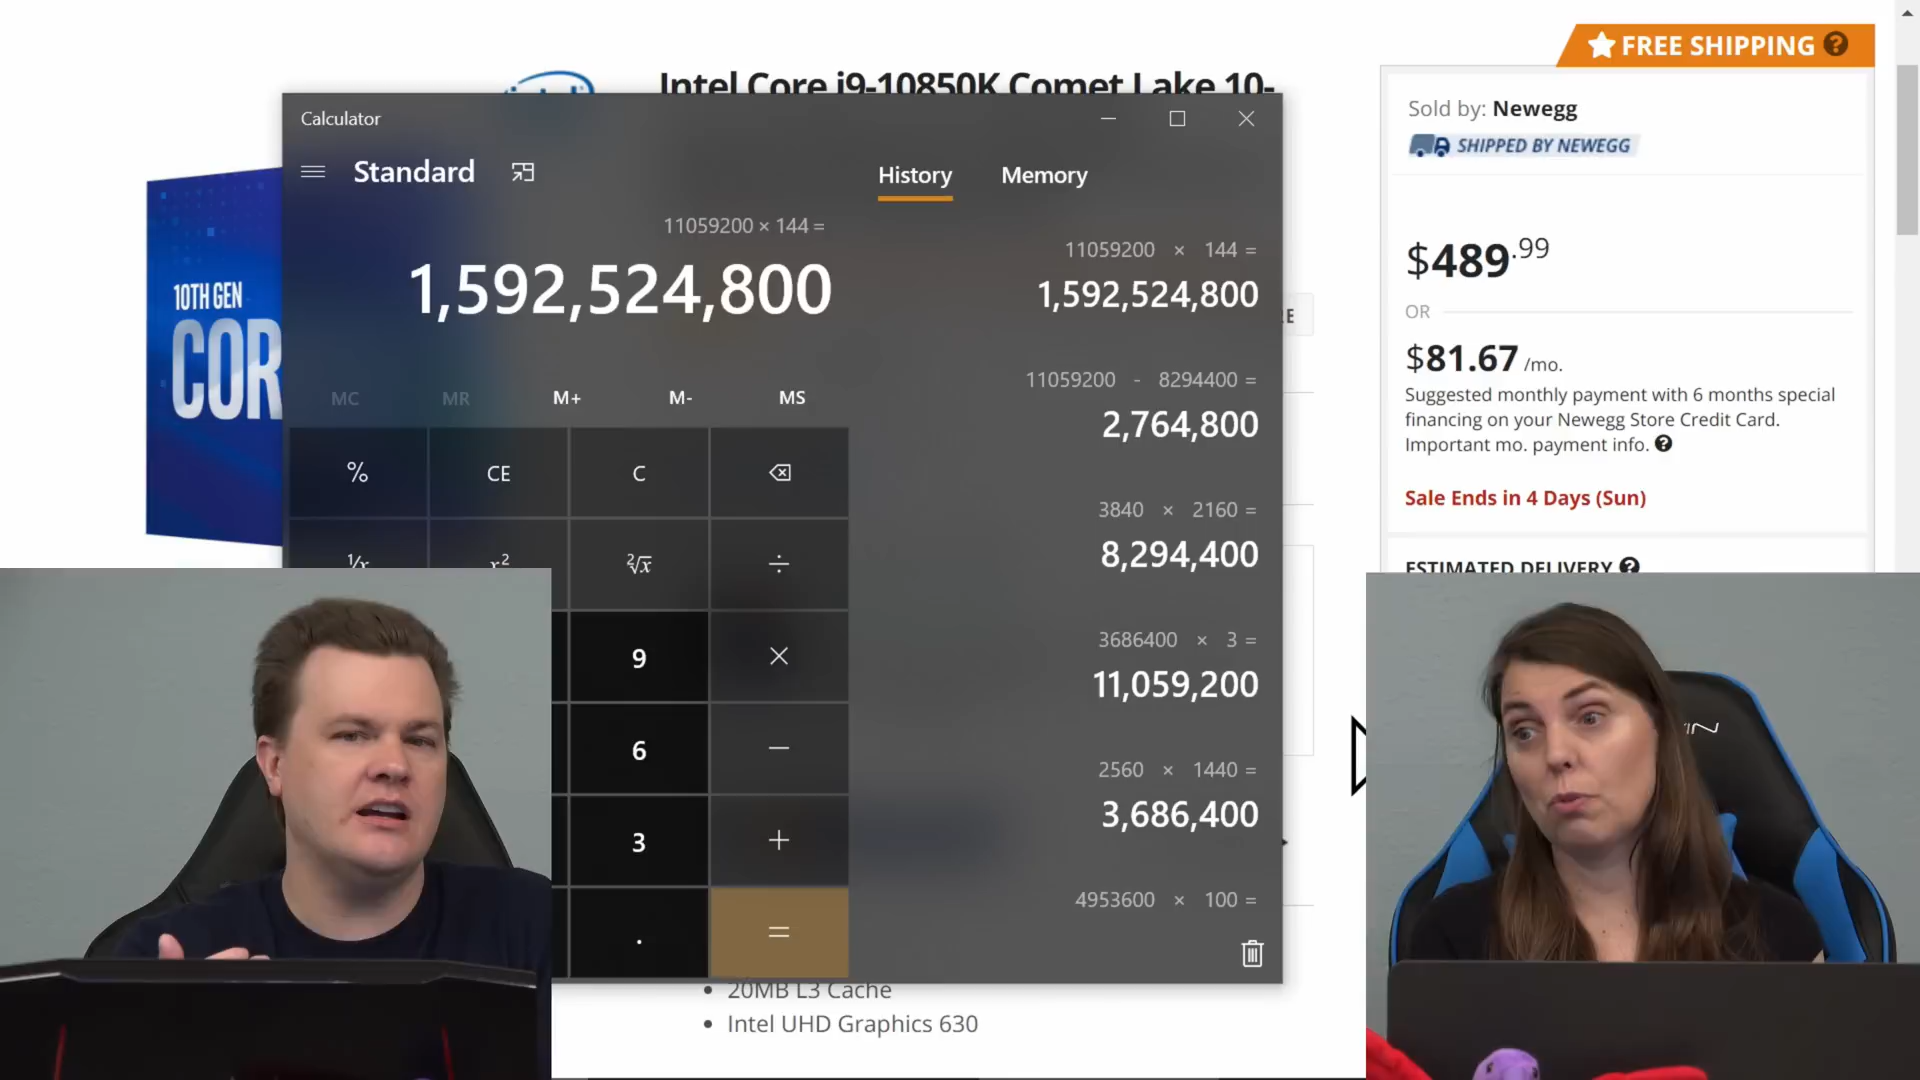 FREE SHIPPING ?
Intel Core i9-10850K Comet Lake 10-
intel
Sold by: Newegg
SHIPPED BY NEWEGG
Calculator
Standard
History
Memory
11059200 × 144 =
1,592,524,800
11059200 × 144 =
1,592,524,800
11059200 - 8294400 =
2,764,800
3840 × 2160 =
8,294,400
3686400 × 3 =
11,059,200
2560 × 1440 =
3,686,400
4953600 × 100 =
MC MR M+ M- MS
% CE C
⅟x x² ²√x ÷
9 ×
6 −
3 +
. =
10TH GEN
COR
$489.99
OR
$81.67 /mo.
Suggested monthly payment with 6 months special
financing on your Newegg Store Credit Card.
Important mo. payment info. ?
Sale Ends in 4 Days (Sun)
ESTIMATED DELIVERY ?
20MB L3 Cache
Intel UHD Graphics 630